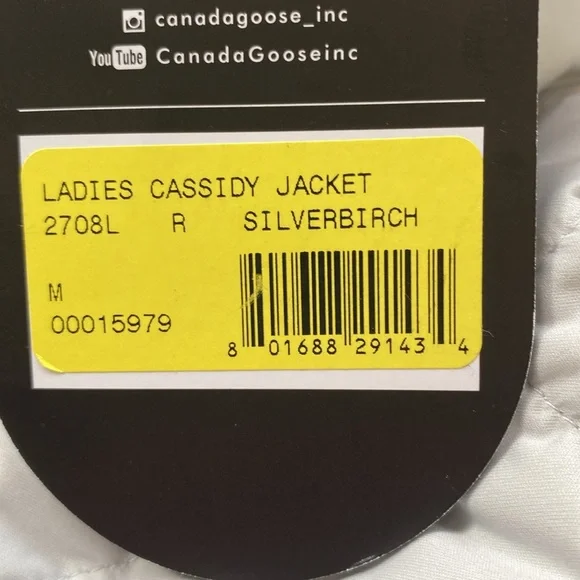 canadagoose_inc
YouTube CanadaGooseinc
LADIES CASSIDY JACKET
2708L R SILVERBIRCH
M
00015979
8 01688 29143 4